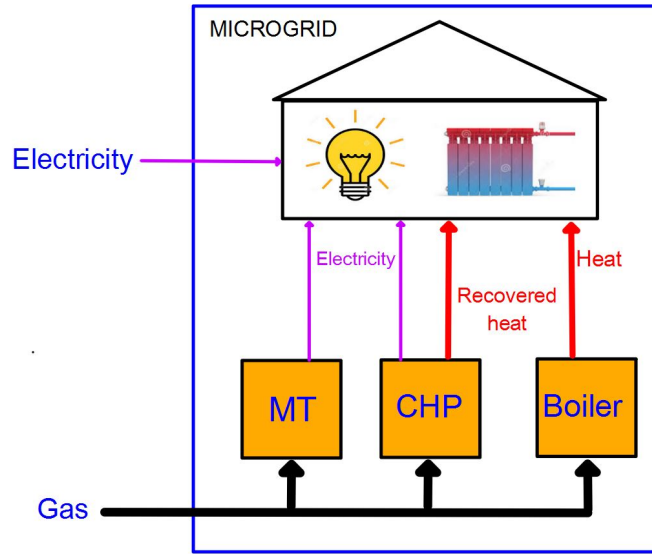 MICROGRID
Electricity
Electricity
Heat
Recovered
heat
MT
CHP
Boiler
Gas